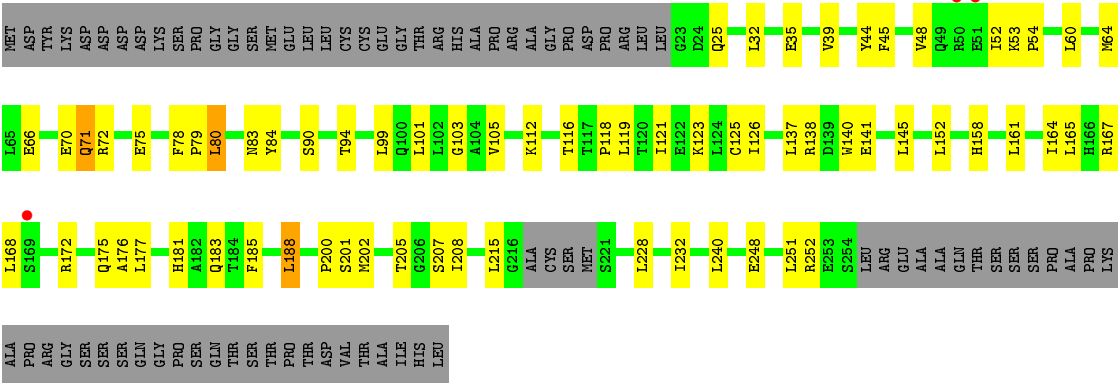 MET ASP TYR LYS ASP ASP ASP ASP LYS SER PRO GLY GLY SER MET GLU LEU LEU CYS CYS GLU GLY THR ARG HIS ALA PRO ARG ALA GLY PRO ASP PRO ARG LEU LEU G23 D24 Q25 L32 E35 V39 Y44 F45 V48 Q49 R50 E51 I52 K53 P54 L60 M64
L65 E66 E70 Q71 R72 E75 F78 P79 L80 N83 Y84 S90 T94 L99 Q100 L101 L102 G103 A104 V105 K112 T116 T117 P118 L119 T120 I121 E122 K123 L124 C125 I126 L137 R138 D139 W140 E141 L145 L152 H158 L161 I164 L165 H166 R167
L168 S169 R172 Q175 A176 L177 H181 A182 Q183 T184 F185 L188 P200 S201 M202 T205 G206 S207 I208 L215 G216 ALA CYS SER MET S221 L228 I232 L240 E248 L251 R252 E253 S254 LEU ARG GLU ALA ALA GLN THR SER SER SER PRO ALA PRO LYS
ALA PRO ARG GLY SER SER SER GLN GLY PRO SER GLN THR SER THR PRO THR ASP VAL THR ALA ILE HIS LEU